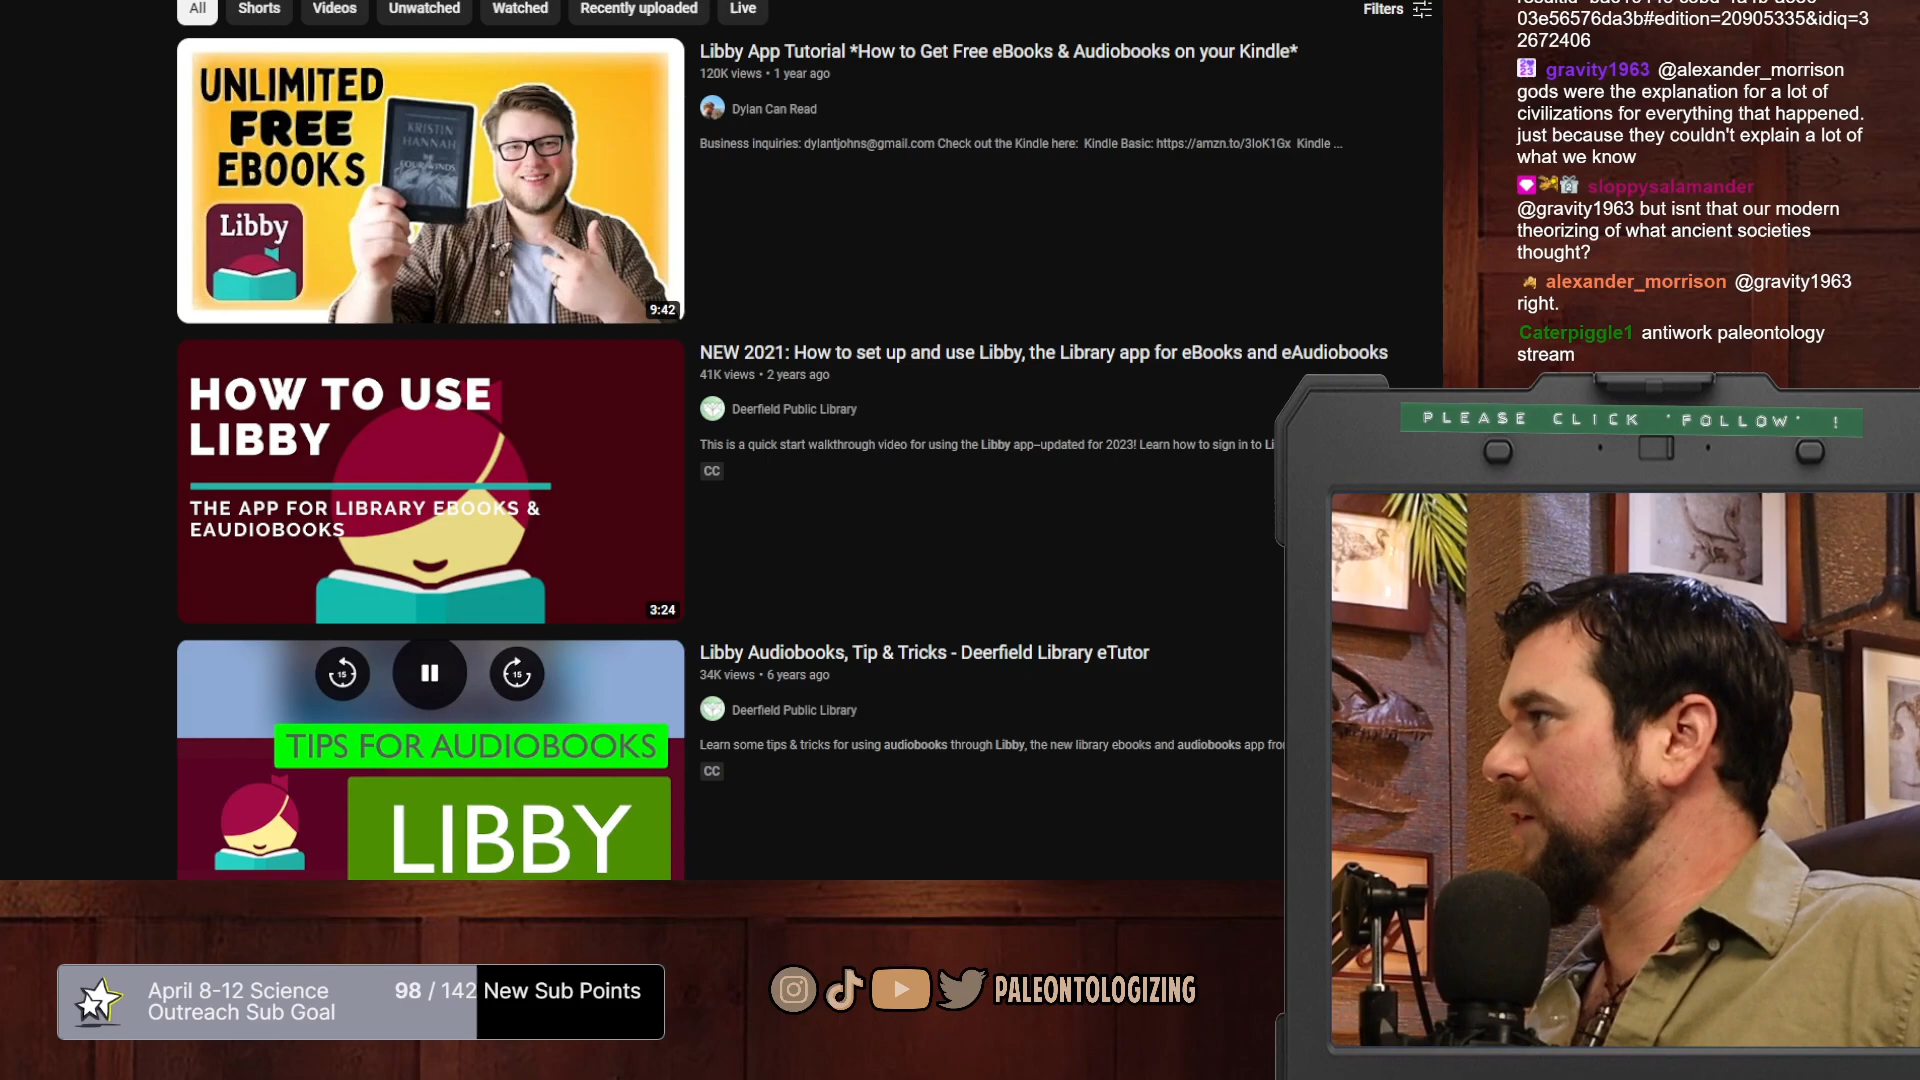 All
Shorts
Videos
Unwatched
Watched
Recently uploaded
Live
Filters
UNLIMITED
FREE
EBOOKS
KRISTIN
HANNAH
Libby
9:42
Libby App Tutorial *How to Get Free eBooks & Audiobooks on your Kindle*
120K views • 1 year ago
Dylan Can Read
Business inquiries: dylantjohns@gmail.com Check out the Kindle here: Kindle Basic: https://amzn.to/3IoK1Gx Kindle ...
HOW TO USE
LIBBY
THE APP FOR LIBRARY EBOOKS &
EAUDIOBOOKS
3:24
NEW 2021: How to set up and use Libby, the Library app for eBooks and eAudiobooks
41K views • 2 years ago
Deerfield Public Library
This is a quick start walkthrough video for using the Libby app–updated for 2023! Learn how to sign in to Li
CC
15
15
TIPS FOR AUDIOBOOKS
LIBBY
Libby Audiobooks, Tip & Tricks - Deerfield Library eTutor
34K views • 6 years ago
Deerfield Public Library
Learn some tips & tricks for using audiobooks through Libby, the new library ebooks and audiobooks app fro
CC
03e56576da3b#edition=20905335&idiq=3
2672406
gravity1963 @alexander_morrison
gods were the explanation for a lot of
civilizations for everything that happened.
just because they couldn't explain a lot of
what we know
sloppysalamander
@gravity1963 but isnt that our modern
theorizing of what ancient societies
thought?
alexander_morrison @gravity1963
right.
Caterpiggle1 antiwork paleontology
stream
PLEASE CLICK "FOLLOW" !
April 8-12 Science
Outreach Sub Goal
98 / 142 New Sub Points
PALEONTOLOGIZING